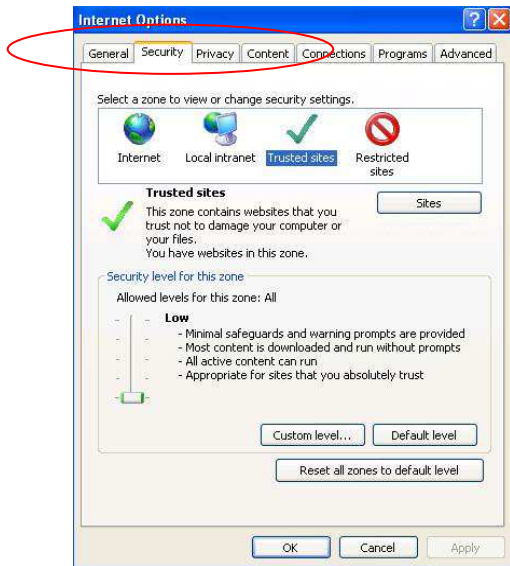 Internet Options
General Security Privacy Content Connections Programs Advanced
Select a zone to view or change security settings.
Internet Local intranet Trusted sites Restricted
sites
Trusted sites
Sites
This zone contains websites that you
trust not to damage your computer or
your files.
You have websites in this zone.
Security level for this zone
Allowed levels for this zone: All
Low
- Minimal safeguards and warning prompts are provided
- Most content is downloaded and run without prompts
- All active content can run
- Appropriate for sites that you absolutely trust
Custom level... Default level
Reset all zones to default level
OK Cancel Apply